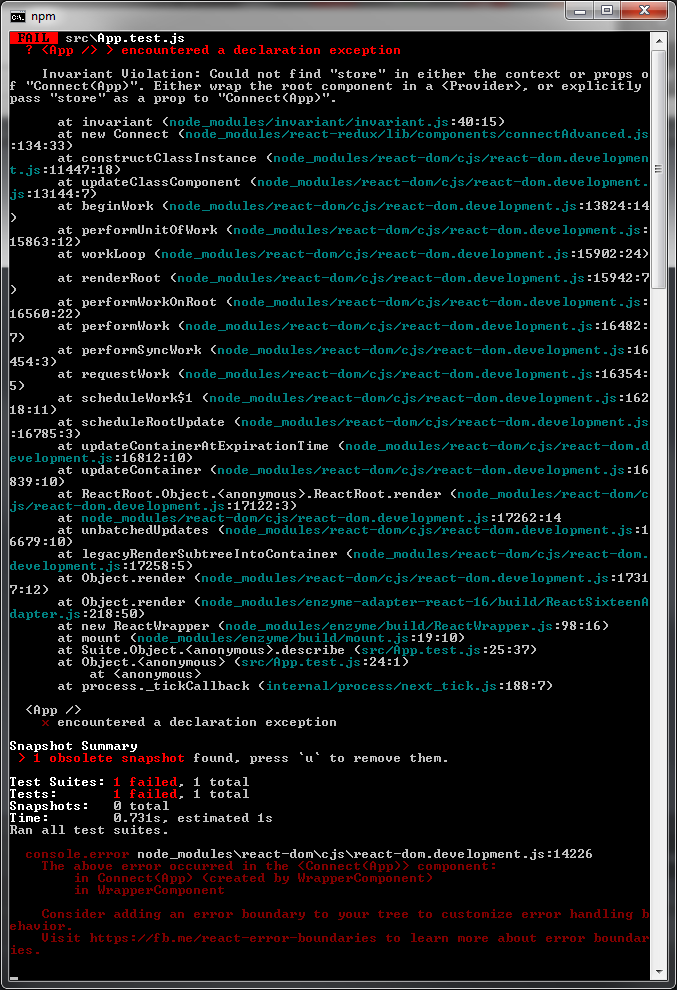 npm
FAIL src\App.test.js
? <App /> > encountered a declaration exception
Invariant Violation: Could not find "store" in either the context or props o
f "Connect(App)". Either wrap the root component in a <Provider>, or explicitly
pass "store" as a prop to "Connect(App)".
at invariant (node_modules/invariant/invariant.js:40:15)
at new Connect (node_modules/react-redux/lib/components/connectAdvanced.js
:134:33)
at constructClassInstance (node_modules/react-dom/cjs/react-dom.developmen
t.js:11447:18)
at updateClassComponent (node_modules/react-dom/cjs/react-dom.development.
js:13144:7)
at beginWork (node_modules/react-dom/cjs/react-dom.development.js:13824:14
)
at performUnitOfWork (node_modules/react-dom/cjs/react-dom.development.js:
15863:12)
at workLoop (node_modules/react-dom/cjs/react-dom.development.js:15902:24)
at renderRoot (node_modules/react-dom/cjs/react-dom.development.js:15942:7
)
at performWorkOnRoot (node_modules/react-dom/cjs/react-dom.development.js:
16560:22)
at performWork (node_modules/react-dom/cjs/react-dom.development.js:16482:
7)
at performSyncWork (node_modules/react-dom/cjs/react-dom.development.js:16
454:3)
at requestWork (node_modules/react-dom/cjs/react-dom.development.js:16354:
5)
at scheduleWork$1 (node_modules/react-dom/cjs/react-dom.development.js:162
18:11)
at scheduleRootUpdate (node_modules/react-dom/cjs/react-dom.development.js
:16785:3)
at updateContainerAtExpirationTime (node_modules/react-dom/cjs/react-dom.d
evelopment.js:16812:10)
at updateContainer (node_modules/react-dom/cjs/react-dom.development.js:16
839:10)
at ReactRoot.Object.<anonymous>.ReactRoot.render (node_modules/react-dom/c
js/react-dom.development.js:17122:3)
at node_modules/react-dom/cjs/react-dom.development.js:17262:14
at unbatchedUpdates (node_modules/react-dom/cjs/react-dom.development.js:1
6679:10)
at legacyRenderSubtreeIntoContainer (node_modules/react-dom/cjs/react-dom.
development.js:17258:5)
at Object.render (node_modules/react-dom/cjs/react-dom.development.js:1731
7:12)
at Object.render (node_modules/enzyme-adapter-react-16/build/ReactSixteenA
dapter.js:218:50)
at new ReactWrapper (node_modules/enzyme/build/ReactWrapper.js:98:16)
at mount (node_modules/enzyme/build/mount.js:19:10)
at Suite.Object.<anonymous>.describe (src/App.test.js:25:37)
at Object.<anonymous> (src/App.test.js:24:1)
at <anonymous>
at process._tickCallback (internal/process/next_tick.js:188:7)
<App />
x encountered a declaration exception
Snapshot Summary
> 1 obsolete snapshot found, press `u` to remove them.
Test Suites: 1 failed, 1 total
Tests: 1 failed, 1 total
Snapshots: 0 total
Time: 0.731s, estimated 1s
Ran all test suites.
console.error node_modules\react-dom\cjs\react-dom.development.js:14226
The above error occurred in the <Connect(App)> component:
in Connect(App) (created by WrapperComponent)
in WrapperComponent
Consider adding an error boundary to your tree to customize error handling b
ehavior.
Visit https://fb.me/react-error-boundaries to learn more about error boundar
ies.